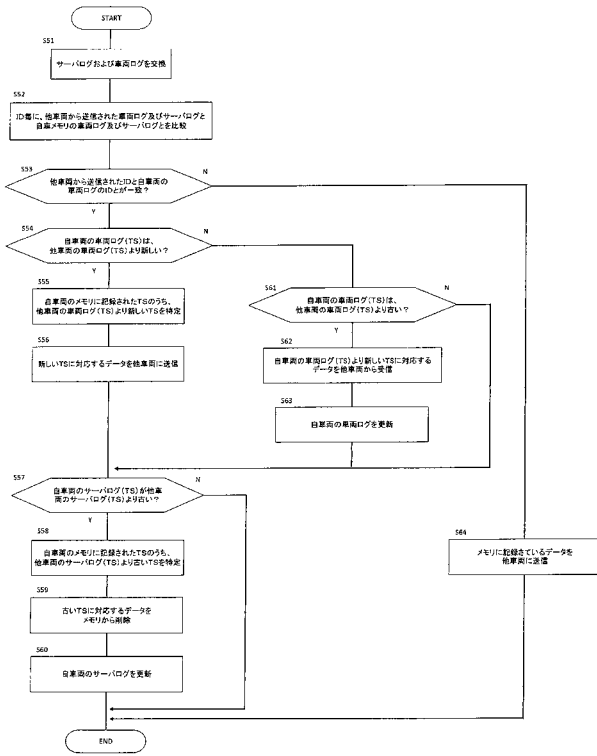 START
S51
サーバログおよび車両ログを交換
S52
ID毎に、他車両から送信された車両ログ及びサーバログと
自車メモリの車両ログ及びサーバログとを比較
S53
他車両から送信されたIDと自車両の
車両ログのIDとが一致？
N
Y
S54
自車両の車両ログ(TS)は、
他車両の車両ログ(TS)より新しい？
N
Y
S55
自車両のメモリに記録されたTSのうち、
他車両の車両ログ(TS)より新しいTSを特定
S56
新しいTSに対応するデータを他車両に送信
S61
自車両の車両ログ(TS)は、
他車両の車両ログ(TS)より古い？
N
Y
S62
自車両の車両ログ(TS)より新しいTSに対応する
データを他車両から受信
S63
自車両の車両ログを更新
S57
自車両のサーバログ(TS)が他車
両のサーバログ(TS)より古い？
N
Y
S58
自車両のメモリに記録されたTSのうち、
他車両のサーバログ(TS)より古いTSを特定
S59
古いTSに対応するデータを
メモリから削除
S60
自車両のサーバログを更新
S64
メモリに記録さているデータを
他車両に送信
END